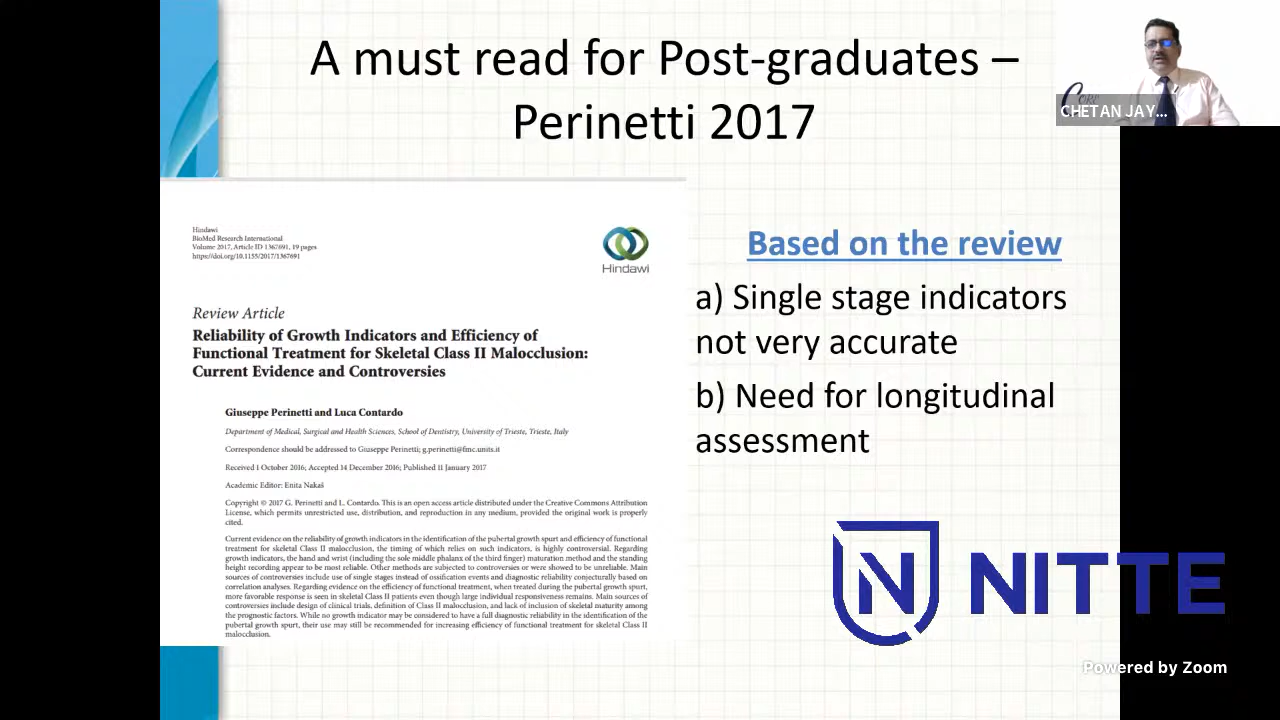 A must read for Post-graduates –
Perinetti 2017
CHETAN JAY...
Hindawi
BioMed Research International
Volume 2017, Article ID 1367691, 19 pages
https://doi.org/10.1155/2017/1367691
Hindawi
Review Article
Reliability of Growth Indicators and Efficiency of
Functional Treatment for Skeletal Class II Malocclusion:
Current Evidence and Controversies
Giuseppe Perinetti and Luca Contardo
Department of Medical, Surgical and Health Sciences, School of Dentistry, University of Trieste, Trieste, Italy
Correspondence should be addressed to Giuseppe Perinetti; g.perinetti@fmc.units.it
Received 1 October 2016; Accepted 14 December 2016; Published 11 January 2017
Academic Editor: Enita Nakaš
Copyright © 2017 G. Perinetti and L. Contardo. This is an open access article distributed under the Creative Commons Attribution
License, which permits unrestricted use, distribution, and reproduction in any medium, provided the original work is properly
cited.
Current evidence on the reliability of growth indicators in the identification of the pubertal growth spurt and efficiency of functional
treatment for skeletal Class II malocclusion, the timing of which relies on such indicators, is highly controversial. Regarding
growth indicators, the hand and wrist (including the sole middle phalanx of the third finger) maturation method and the standing
height recording appear to be most reliable. Other methods are subjected to controversies or were showed to be unreliable. Main
sources of controversies include use of single stages instead of ossification events and diagnostic reliability conjecturally based on
correlation analyses. Regarding evidence on the efficiency of functional treatment, when treated during the pubertal growth spurt,
more favorable response is seen in skeletal Class II patients even though large individual responsiveness remains. Main sources of
controversies include design of clinical trials, definition of Class II malocclusion, and lack of inclusion of skeletal maturity among
the prognostic factors. While no growth indicator may be considered to have a full diagnostic reliability in the identification of the
pubertal growth spurt, their use may still be recommended for increasing efficiency of functional treatment for skeletal Class II
malocclusion.
Based on the review
a) Single stage indicators
not very accurate
b) Need for longitudinal
assessment
N NITTE
Powered by Zoom